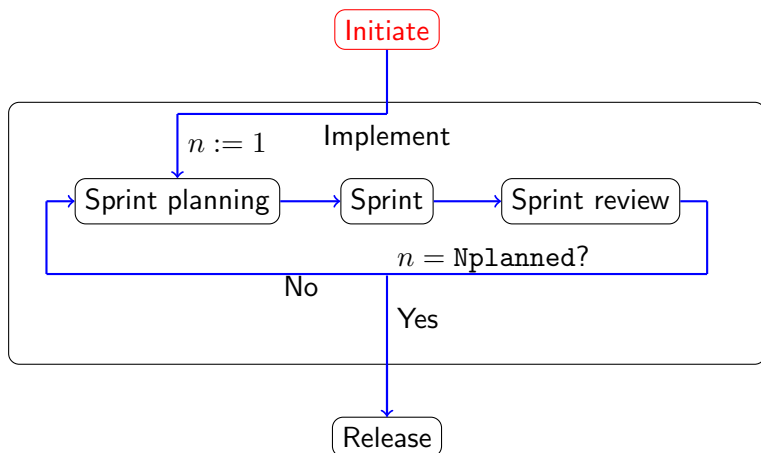 Initiate
Implement
n := 1
Sprint planning
Sprint
Sprint review
n = Nplanned?
No
Yes
Release